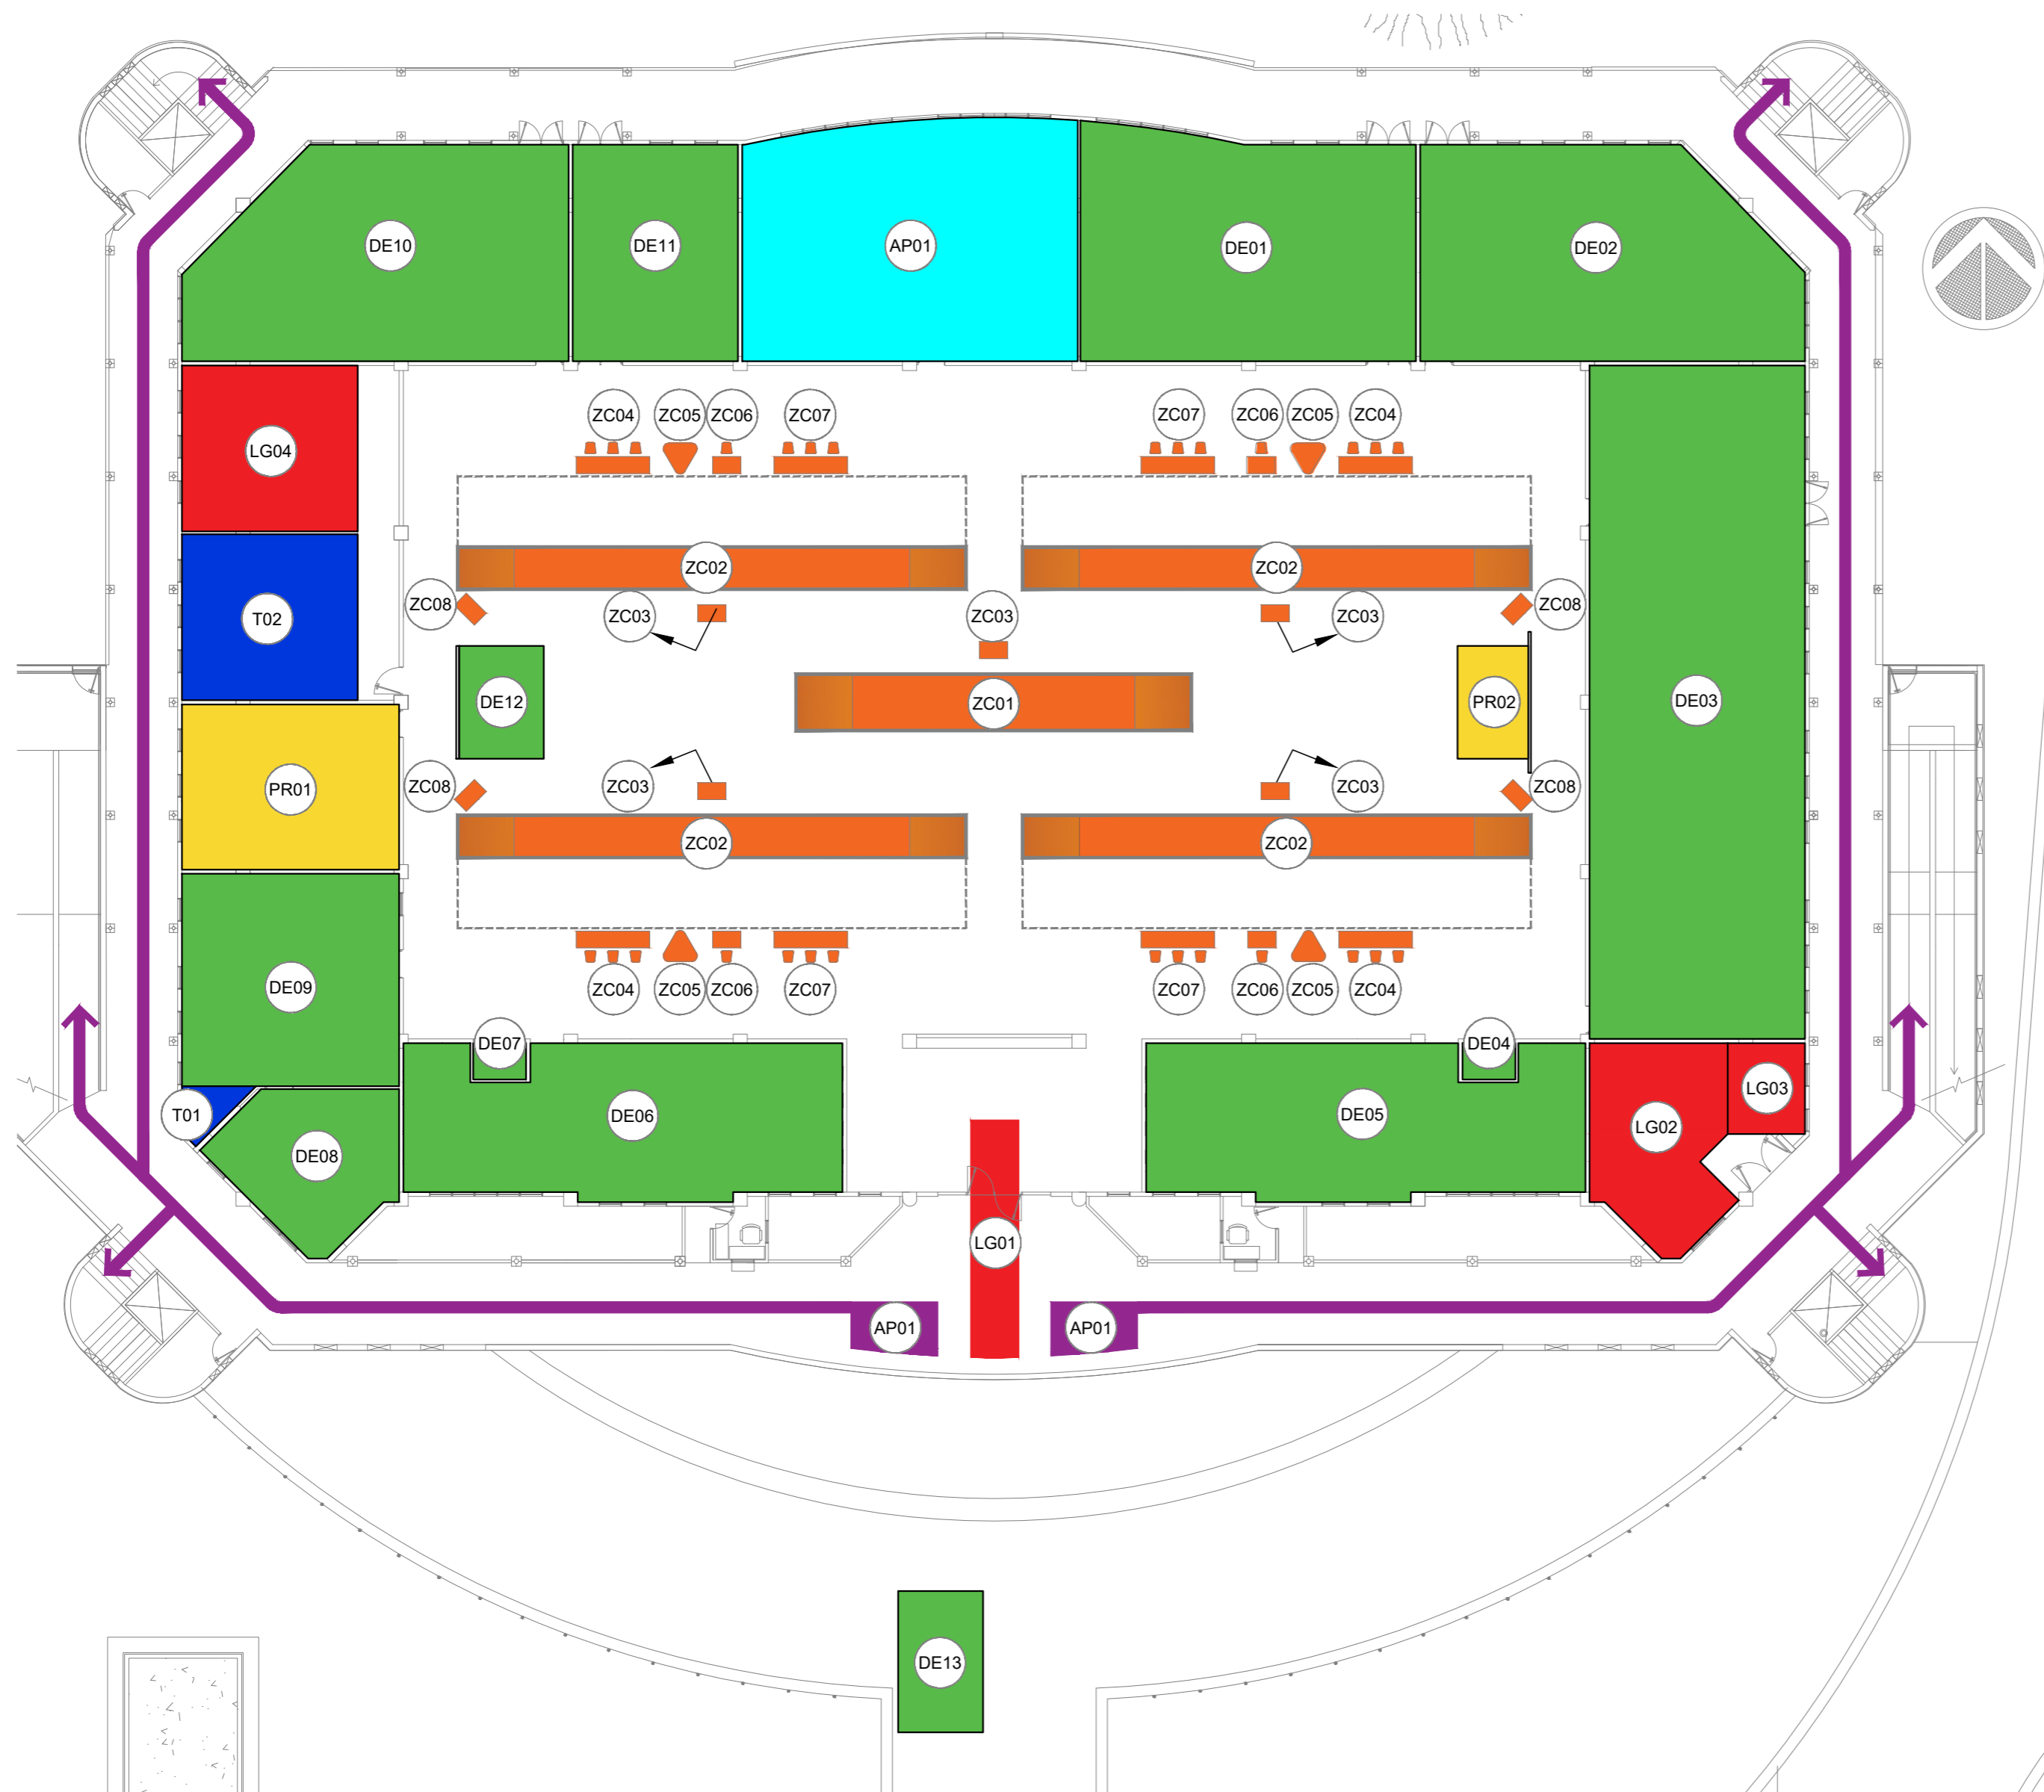 DE10
DE11
AP01
DE01
DE02
LG04
ZC04
ZC05
ZC06
ZC07
ZC07
ZC06
ZC05
ZC04
T02
ZC02
ZC02
ZC08
ZC03
ZC03
ZC03
ZC08
DE12
ZC01
PR02
DE03
PR01
ZC08
ZC03
ZC03
ZC08
ZC02
ZC02
DE09
ZC04
ZC05
ZC06
ZC07
ZC07
ZC06
ZC05
ZC04
DE07
DE04
T01
DE06
DE05
LG03
DE08
LG02
LG01
AP01
AP01
DE13